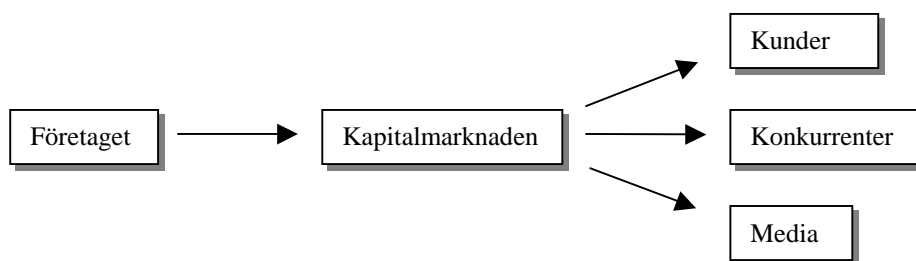 Kunder
Företaget
Kapitalmarknaden
Konkurrenter
Media